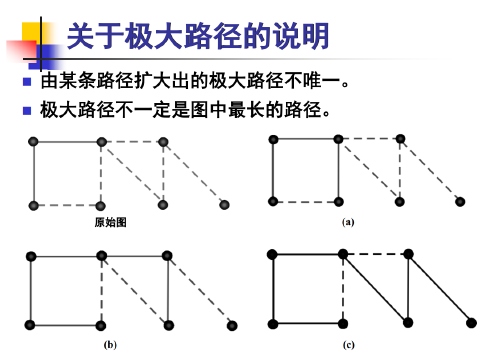 关于极大路径的说明
由某条路径扩大出的极大路径不唯一。
极大路径不一定是图中最长的路径。
原始图
(a)
(b)
(c)